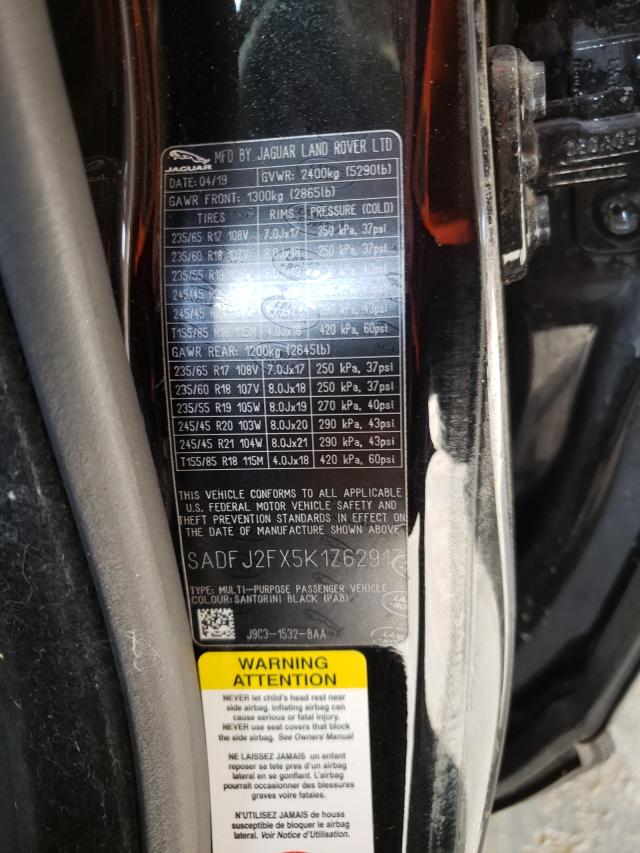 JAGUAR MFD BY JAGUAR LAND ROVER LTD
DATE: 04/19 GVWR: 2400kg (5290lb)
GAWR FRONT: 1300kg (2865lb)
TIRES RIMS PRESSURE (COLD)
235/65 R17 108V 7.0Jx17 250 kPa, 37psi
235/60 R18 107V 8.0Jx18 250 kPa, 37psi
235/55 R19 8.0Jx19
245/45
245/45 290 kPa, 43psi
T155/85 R18 115M 4.0Jx18 420 kPa, 60psi
GAWR REAR: 1200kg (2645lb)
235/65 R17 108V 7.0Jx17 250 kPa, 37psi
235/60 R18 107V 8.0Jx18 250 kPa, 37psi
235/55 R19 105W 8.0Jx19 270 kPa, 40psi
245/45 R20 103W 8.0Jx20 290 kPa, 43psi
245/45 R21 104W 8.0Jx21 290 kPa, 43psi
T155/85 R18 115M 4.0Jx18 420 kPa, 60psi
THIS VEHICLE CONFORMS TO ALL APPLICABLE
U.S. FEDERAL MOTOR VEHICLE SAFETY AND
THEFT PREVENTION STANDARDS IN EFFECT ON
THE DATE OF MANUFACTURE SHOWN ABOVE
SADFJ2FX5K1Z62917
TYPE: MULTI-PURPOSE PASSENGER VEHICLE
COLOUR: SANTORINI BLACK (PAB)
J9C3-1532-BAA
WARNING
ATTENTION
NEVER let child's head rest near
side airbag. inflating airbag can
cause serious or fatal injury.
NEVER use seat covers that block
the side airbag. See Owners' Manual
NE LAISSEZ JAMAIS un enfant
reposer sa tete pres d'un airbag
lateral en se gonflant. L'airbag
pourrait occasionner des blessures
graves voire fatales.
N'UTILISEZ JAMAIS de houss
susceptible de bloquer le airbag
lateral. Voir Notice d'Utilisation.